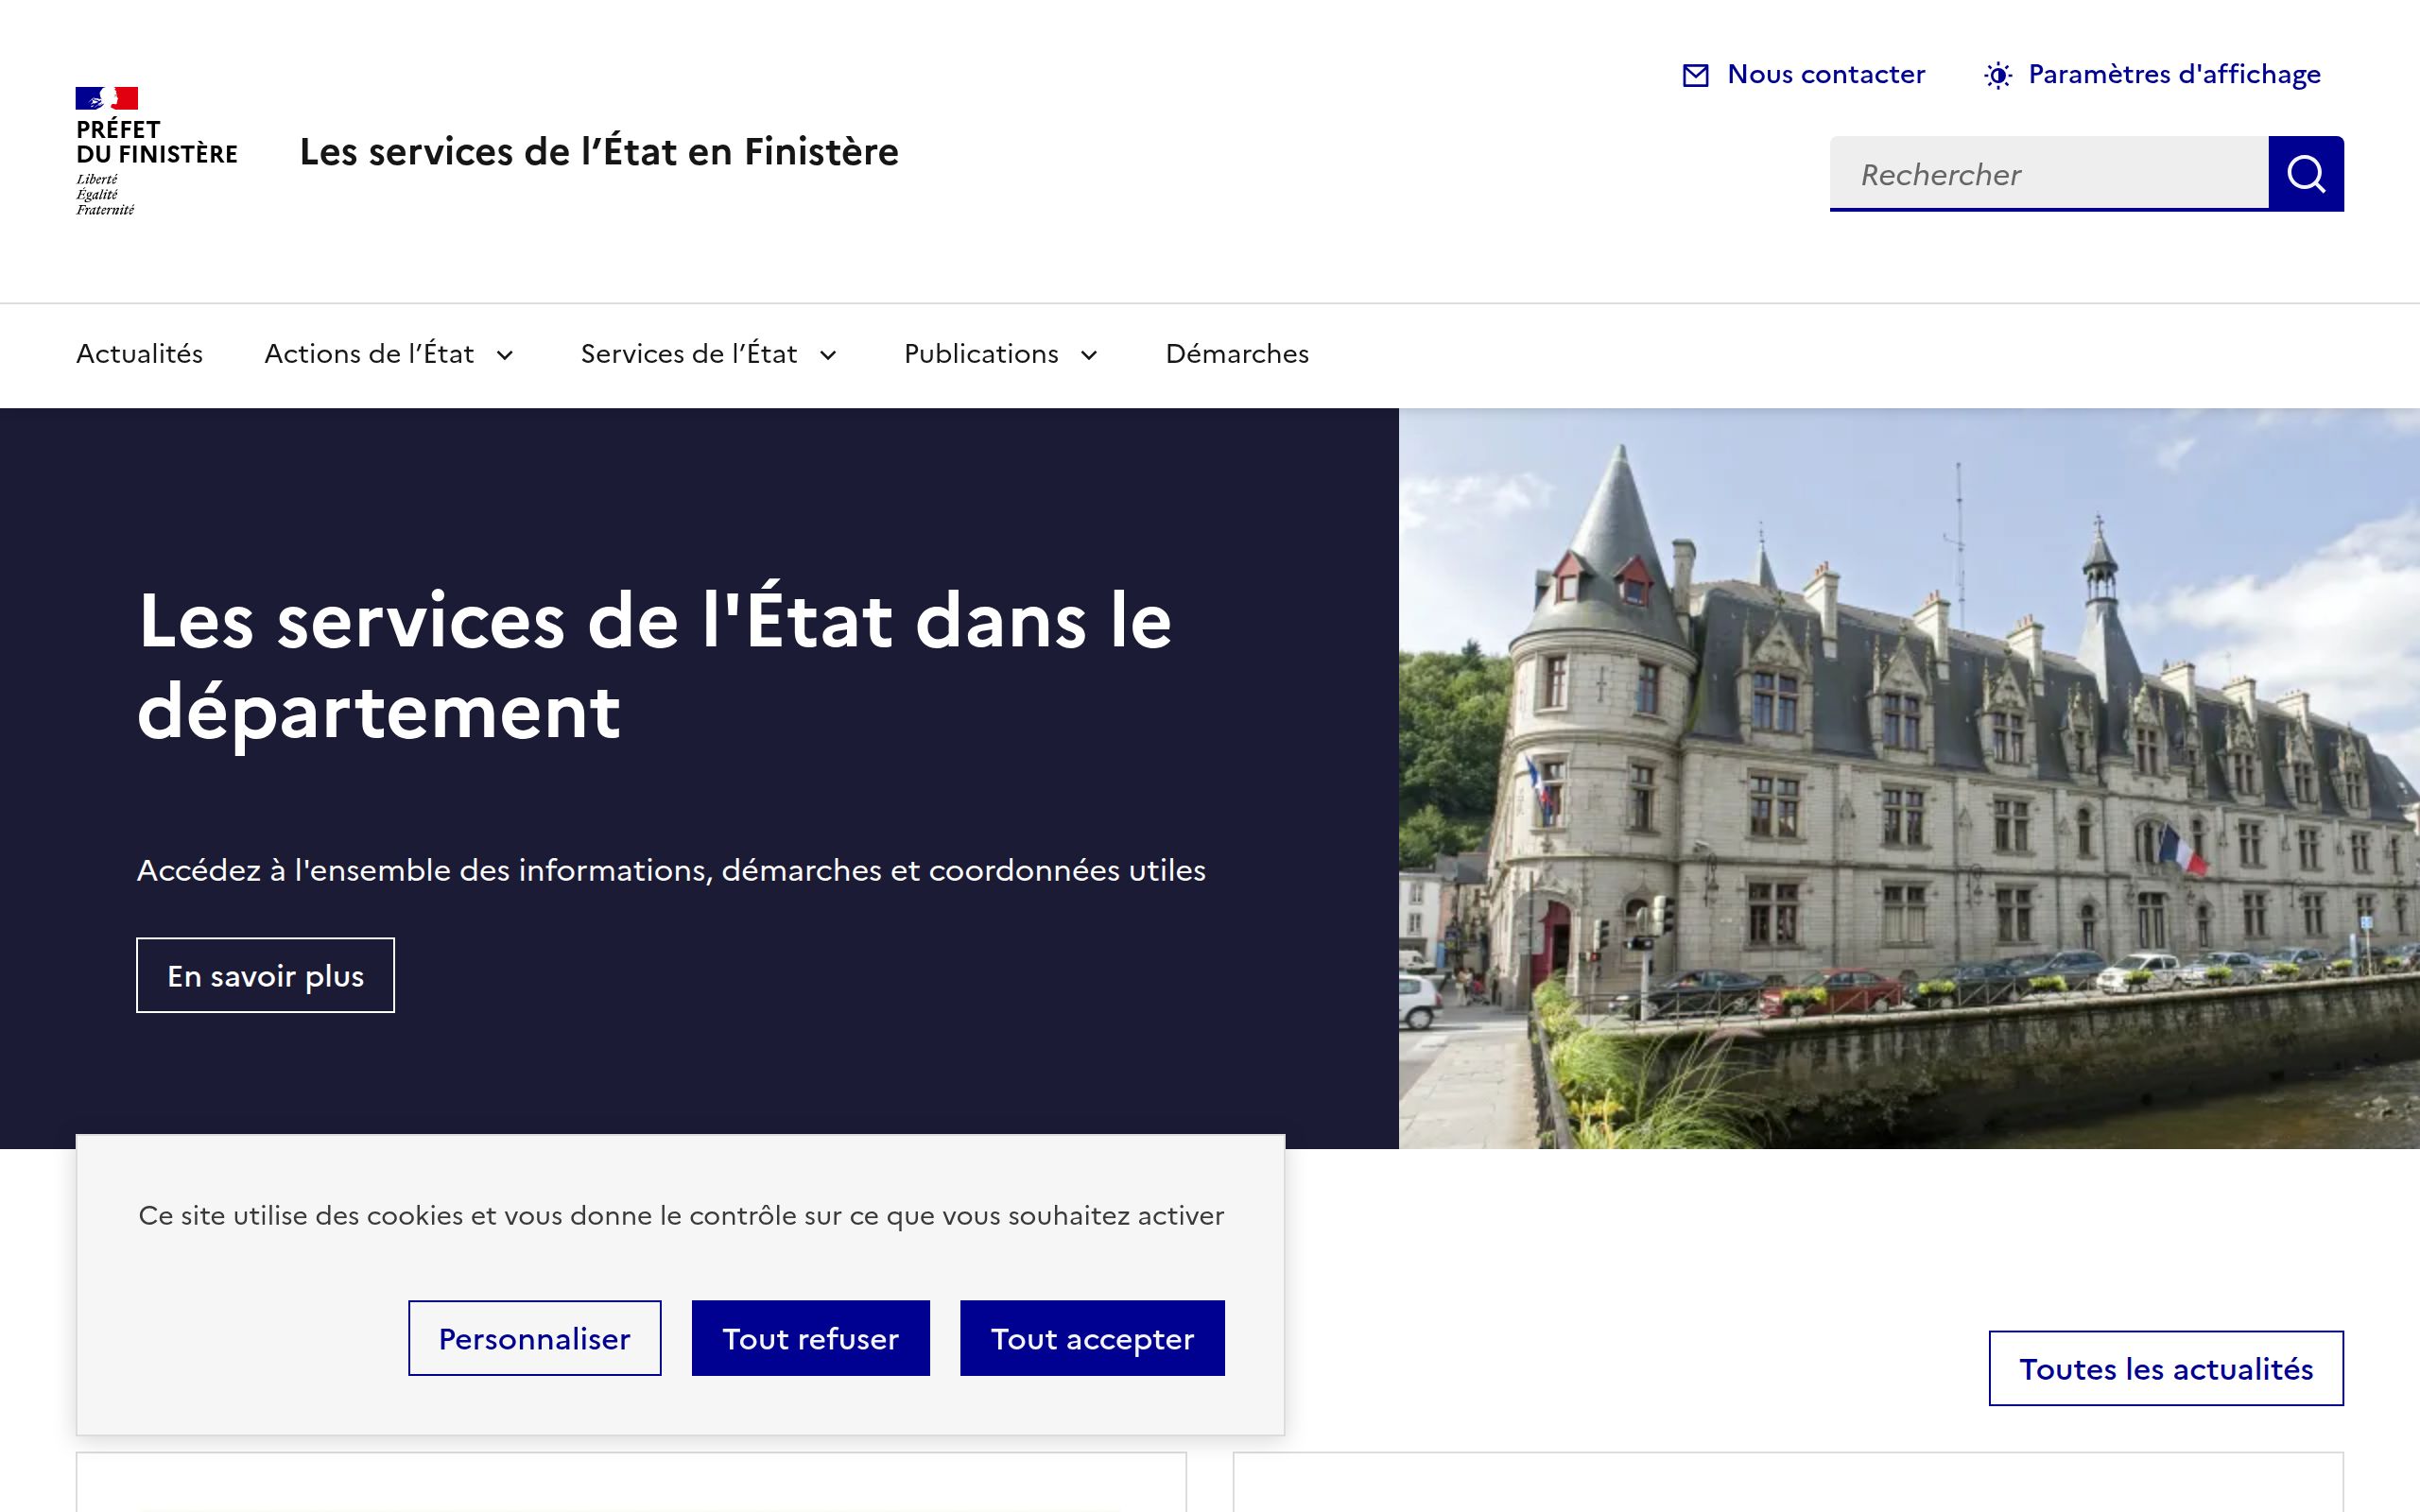 Nous contacter
Paramètres d'affichage
PRÉFET
DU FINISTÈRE
Liberté
Égalité
Fraternité
Les services de l’État en Finistère
Rechercher
Actualités
Actions de l’État
Services de l’État
Publications
Démarches
Les services de l'État dans le
département
Accédez à l'ensemble des informations, démarches et coordonnées utiles
En savoir plus
Ce site utilise des cookies et vous donne le contrôle sur ce que vous souhaitez activer
Personnaliser
Tout refuser
Tout accepter
Toutes les actualités